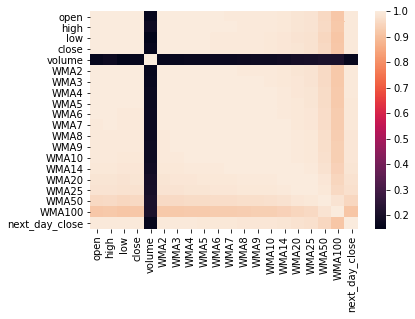 open
high
low
close
volume
WMA2
WMA3
WMA4
WMA5
WMA6
WMA7
WMA8
WMA9
WMA10
WMA14
WMA20
WMA25
WMA50
WMA100
next_day_close
open
high
low
close
volume
WMA2
WMA3
WMA4
WMA5
WMA6
WMA7
WMA8
WMA9
WMA10
WMA14
WMA20
WMA25
WMA50
WMA100
next_day_close
1.0
0.9
0.8
0.7
0.6
0.5
0.4
0.3
0.2